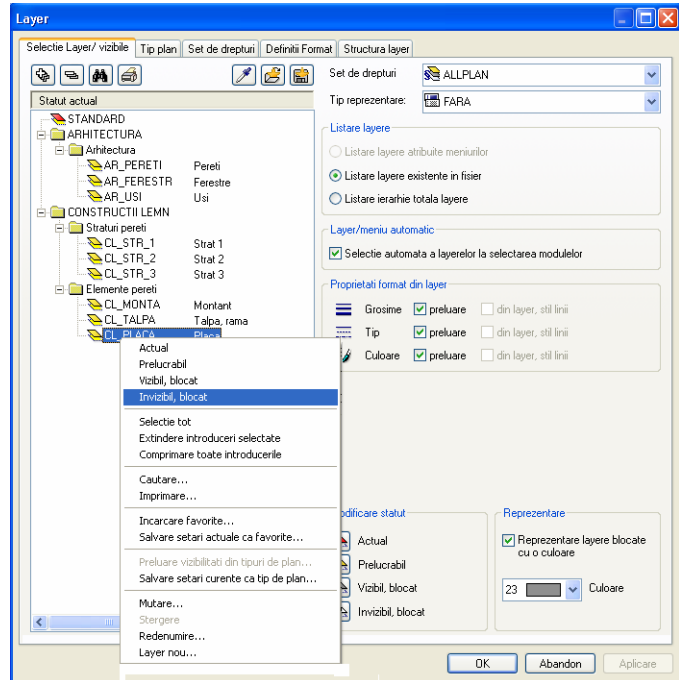 Layer
Selectie Layer/ vizibile Tip plan Set de drepturi Definitii Format Structura layer
Set de drepturi ALLPLAN
Statut actual
Tip reprezentare: FARA
STANDARD
ARHITECTURA
Arhitectura
AR_PERETI Pereti
AR_FERESTR Ferestre
AR_USI Usi
CONSTRUCTII LEMN
Straturi pereti
CL_STR_1 Strat 1
CL_STR_2 Strat 2
CL_STR_3 Strat 3
Elemente pereti
CL_MONTA Montant
CL_TALPA Talpa, rama
CL_PLACA Placa
Actual
Prelucrabil
Vizibil, blocat
Invizibil, blocat
Selectie tot
Extindere introduceri selectate
Comprimare toate introducerile
Cautare...
Imprimare...
Incarcare favorite...
Salvare setari actuale ca favorite...
Preluare vizibilitati din tipuri de plan...
Salvare setari curente ca tip de plan...
Mutare...
Stergere
Redenumire...
Layer nou...
Listare layere
Listare layere atribuite meniurilor
Listare layere existente in fisier
Listare ierarhie totala layere
Layer/meniu automatic
Selectie automata a layerelor la selectarea modulelor
Proprietati format din layer
Grosime preluare din layer, stil linii
Tip preluare din layer, stil linii
Culoare preluare din layer, stil linii
odificare statut
Actual
Prelucrabil
Vizibil, blocat
Invizibil, blocat
Reprezentare
Reprezentare layere blocate
cu o culoare
23 Culoare
OK Abandon Aplicare